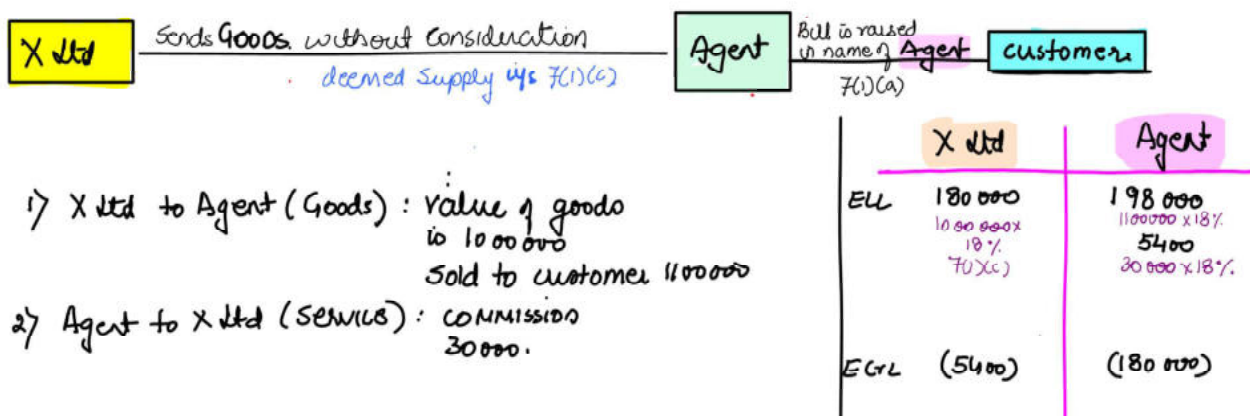 X Ltd
Sends Goods. without Consideration
deemed Supply u/s 7(1)(c)
Agent
Bill is raised
in name of Agent
7(1)(a)
customer.
X Ltd
Agent
1) X Ltd to Agent (Goods) : value of goods
is 1000000
Sold to customer 1100000
2) Agent to X Ltd (Services) : COMMISSION
30000.
ELL
180000
1000000x
18%
7(1)(c)
198000
1100000 x 18%
5400
30000 x 18%.
ECrL
(5400)
(180000)